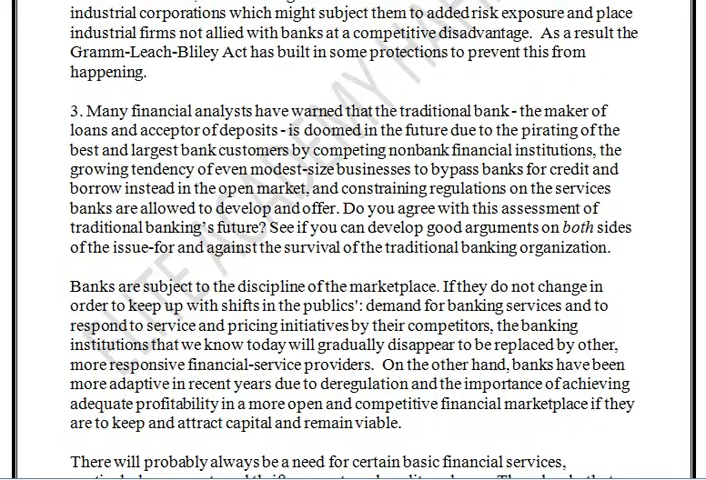 industrial corporations which might subject them to added risk exposure and place
industrial firms not allied with banks at a competitive disadvantage.  As a result the
Gramm-Leach-Bliley Act has built in some protections to prevent this from
happening.
3. Many financial analysts have warned that the traditional bank - the maker of
loans and acceptor of deposits - is doomed in the future due to the pirating of the
best and largest bank customers by competing nonbank financial institutions, the
growing tendency of even modest-size businesses to bypass banks for credit and
borrow instead in the open market, and constraining regulations on the services
banks are allowed to develop and offer. Do you agree with this assessment of
traditional banking's future? See if you can develop good arguments on both sides
of the issue-for and against the survival of the traditional banking organization.
Banks are subject to the discipline of the marketplace. If they do not change in
order to keep up with shifts in the publics': demand for banking services and to
respond to service and pricing initiatives by their competitors, the banking
institutions that we know today will gradually disappear to be replaced by other,
more responsive financial-service providers.  On the other hand, banks have been
more adaptive in recent years due to deregulation and the importance of achieving
adequate profitability in a more open and competitive financial marketplace if they
are to keep and attract capital and remain viable.
There will probably always be a need for certain basic financial services,
ELITE ACADEMY